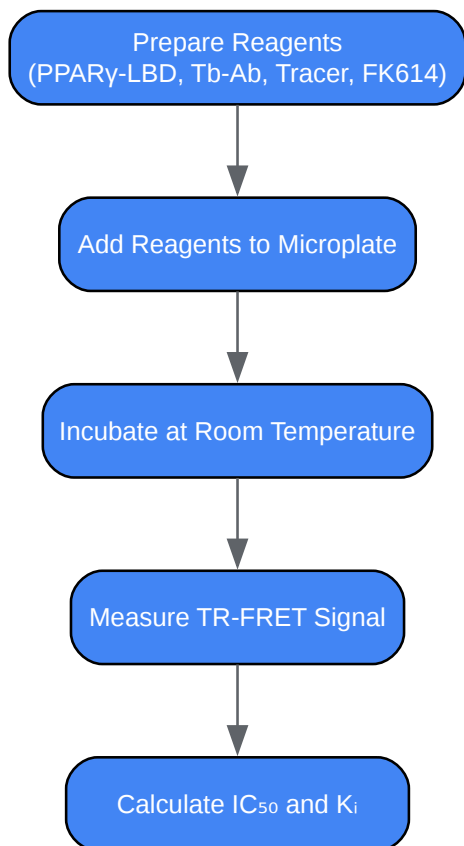 Prepare Reagents
(PPARγ-LBD, Tb-Ab, Tracer, FK614)
Add Reagents to Microplate
Incubate at Room Temperature
Measure TR-FRET Signal
Calculate IC₅₀ and Kᵢ